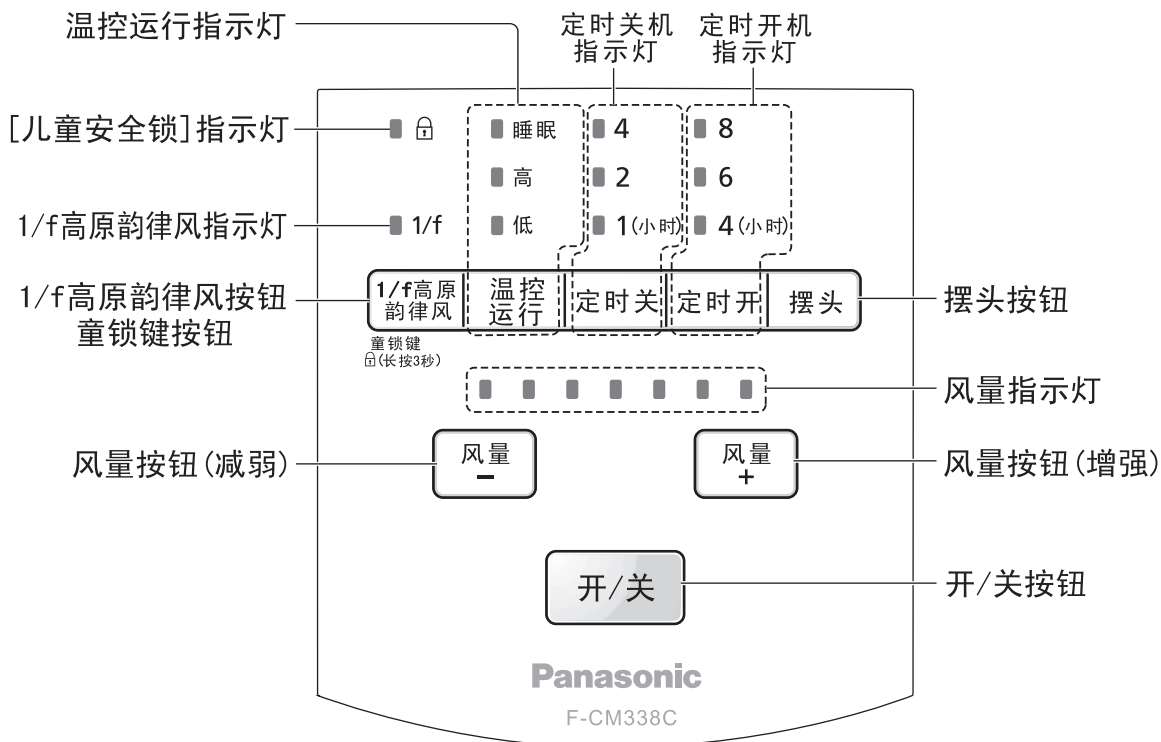 温控运行指示灯
定时关机
指示灯
定时开机
指示灯
[儿童安全锁]指示灯
睡眠
4
8
高
2
6
1/f高原韵律风指示灯
1/f
低
1(小时)
4(小时)
1/f高原韵律风按钮
童锁键按钮
1/f高原
韵律风
温控
运行
定时关
定时开
摆头
摆头按钮
童锁键
(长按3秒)
风量指示灯
风量按钮(减弱)
风量
−
风量
+
风量按钮(增强)
开/关
开/关按钮
Panasonic
F-CM338C